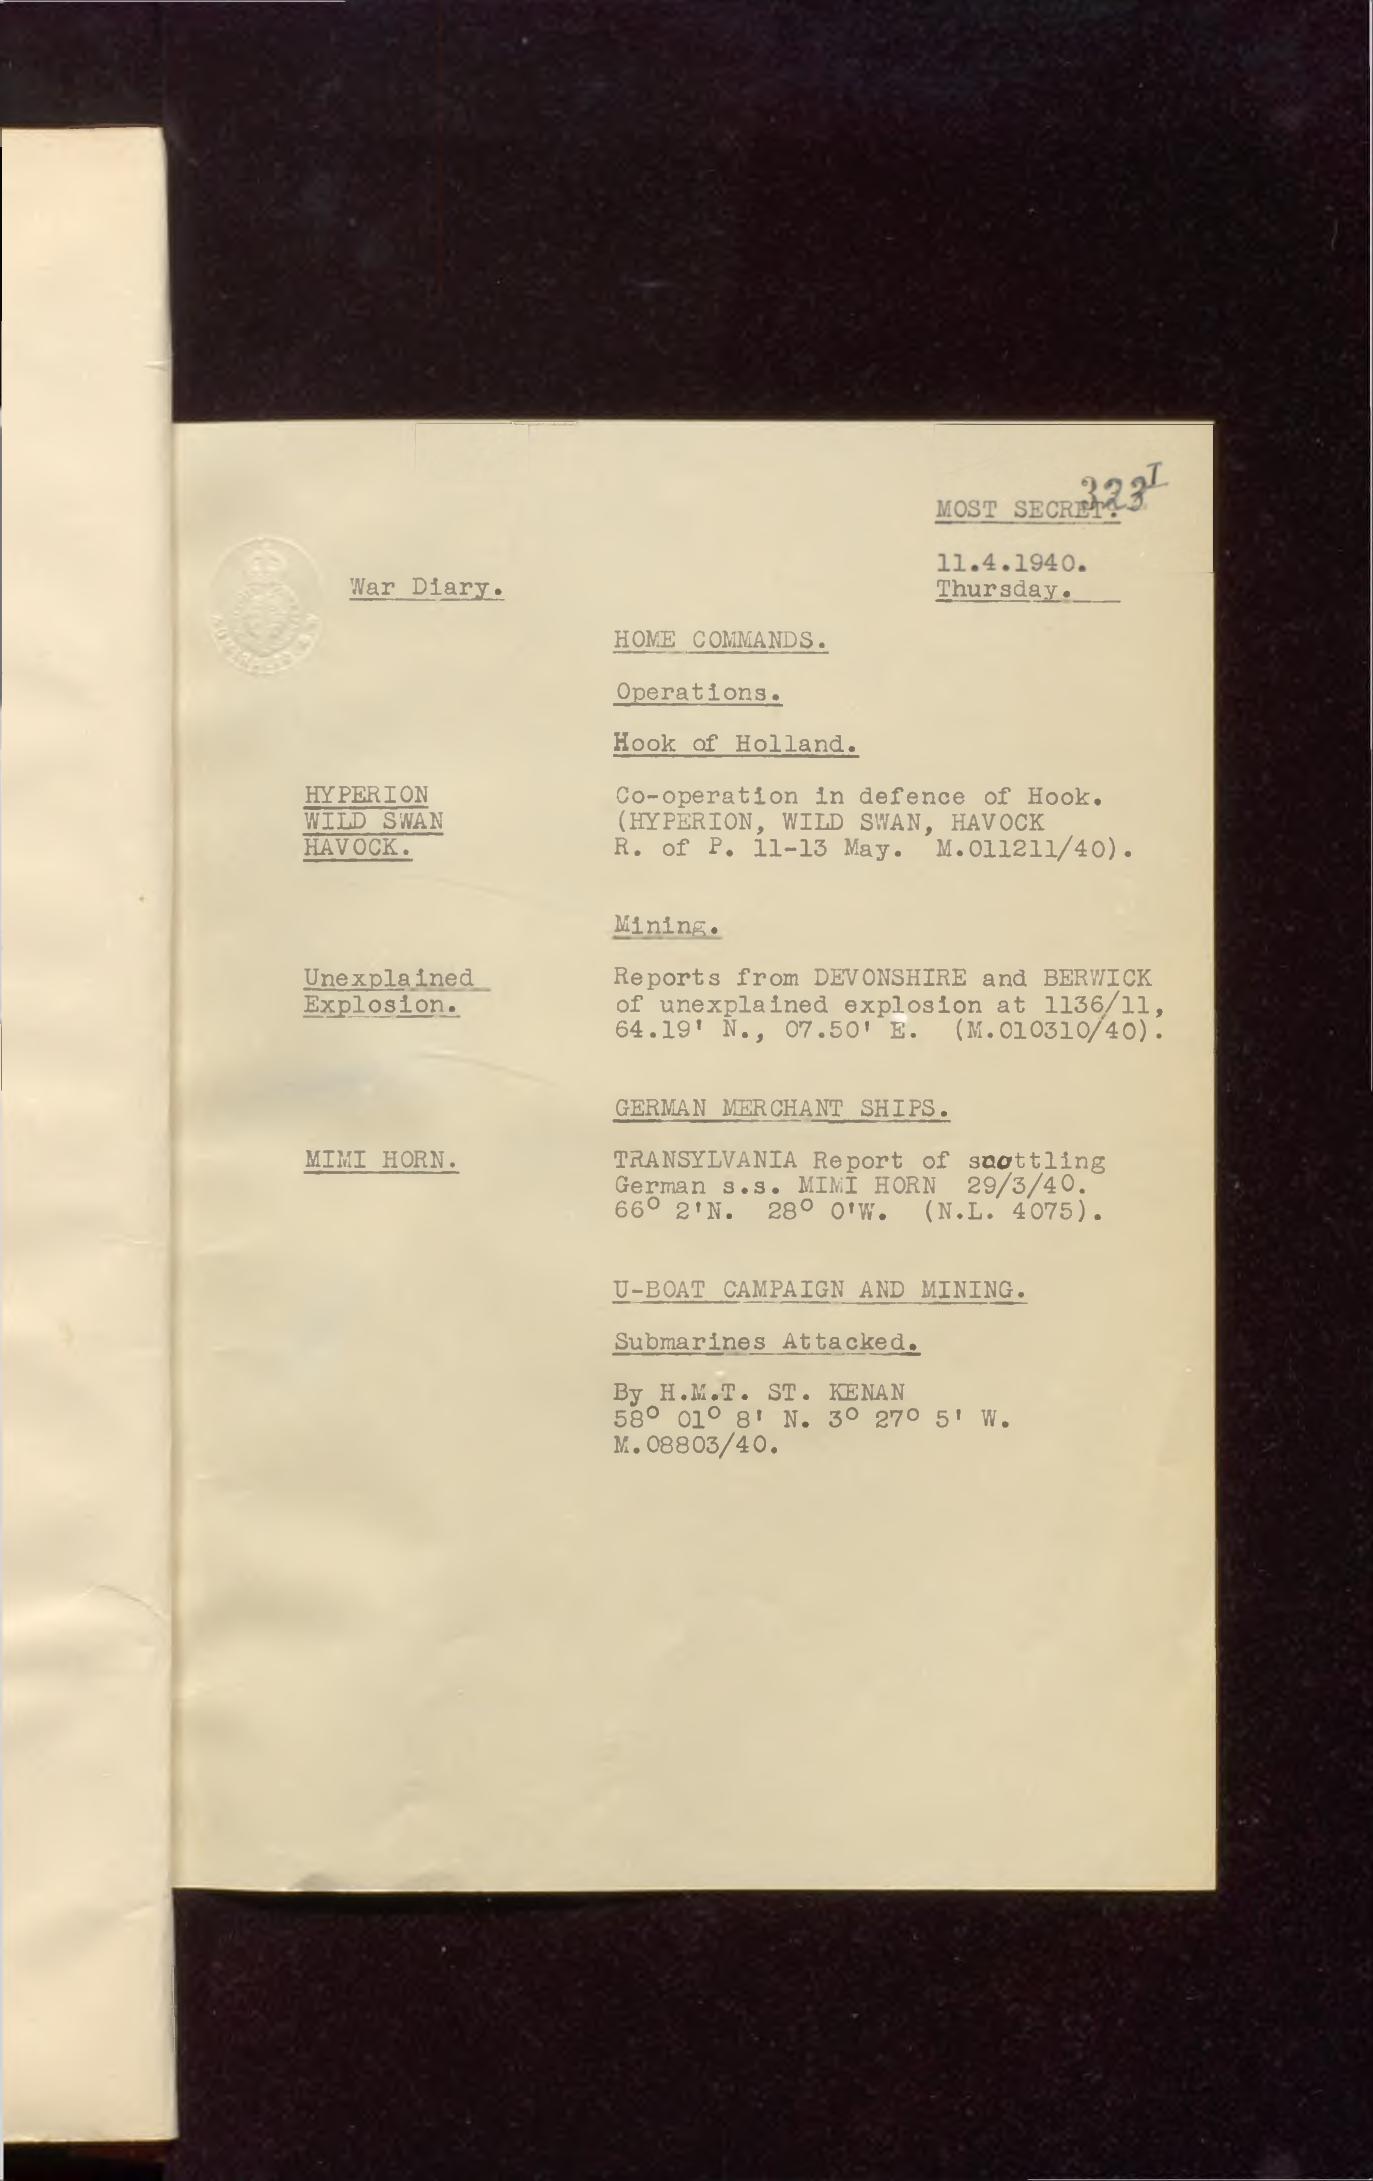 323 I
MOST SECRET.
11.4.1940.
War Diary.
Thursday.
HOME COMMANDS.
Operations.
Hook of Holland.
HYPERION
WILD SWAN
HAVOCK.
Co-operation in defence of Hook.
(HYPERION, WILD SWAN, HAVOCK
R. of P. 11-13 May. M.011211/40).
Mining.
Unexplained
Explosion.
Reports from DEVONSHIRE and BERWICK
of unexplained explosion at 1136/11,
64.19' N., 07.50' E. (M.010310/40).
GERMAN MERCHANT SHIPS.
MIMI HORN.
TRANSYLVANIA Report of
German s.s. MIMI HORN 29/3/40.
66° 2'N. 28° 0'W. (N.L. 4075).
U-BOAT CAMPAIGN AND MINING.
Submarines Attacked.
By H.M.T. ST. KENAN
58° 01° 8' N. 3° 27° 5' W.
M.08803/40.